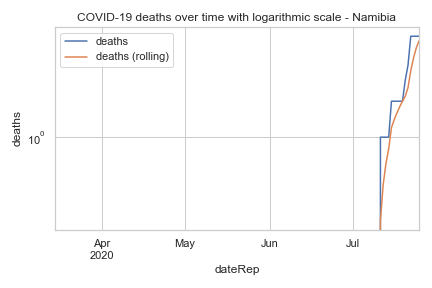 COVID-19 deaths over time with logarithmic scale - Namibia
deaths
deaths (rolling)
deaths
10⁰
Apr
2020
May
Jun
Jul
dateRep